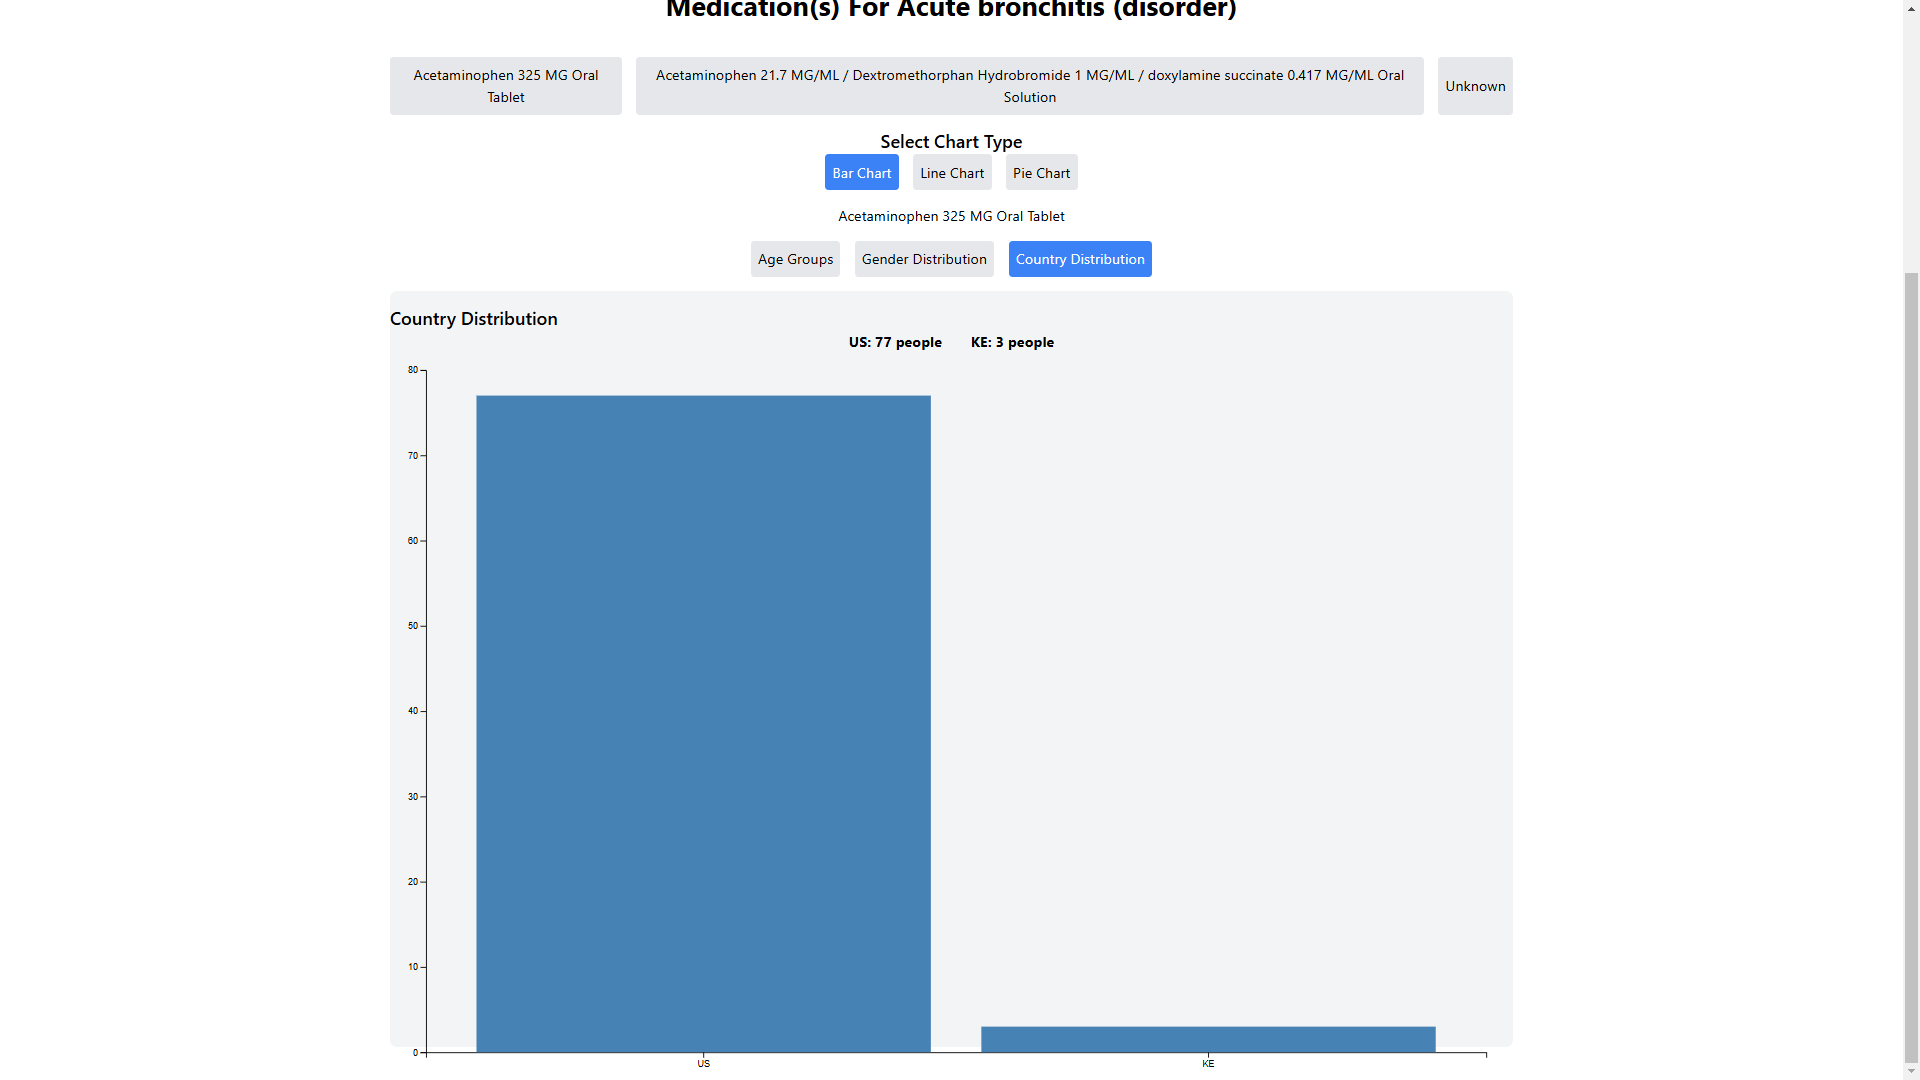 Medication(s) For Acute bronchitis (disorder)
Acetaminophen 325 MG Oral
Tablet
Acetaminophen 21.7 MG/ML / Dextromethorphan Hydrobromide 1 MG/ML / doxylamine succinate 0.417 MG/ML Oral
Solution
Unknown
Select Chart Type
Bar Chart
Line Chart
Pie Chart
Acetaminophen 325 MG Oral Tablet
Age Groups
Gender Distribution
Country Distribution
Country Distribution
US: 77 people
KE: 3 people
80
70
60
50
40
30
20
10
0
US
KE